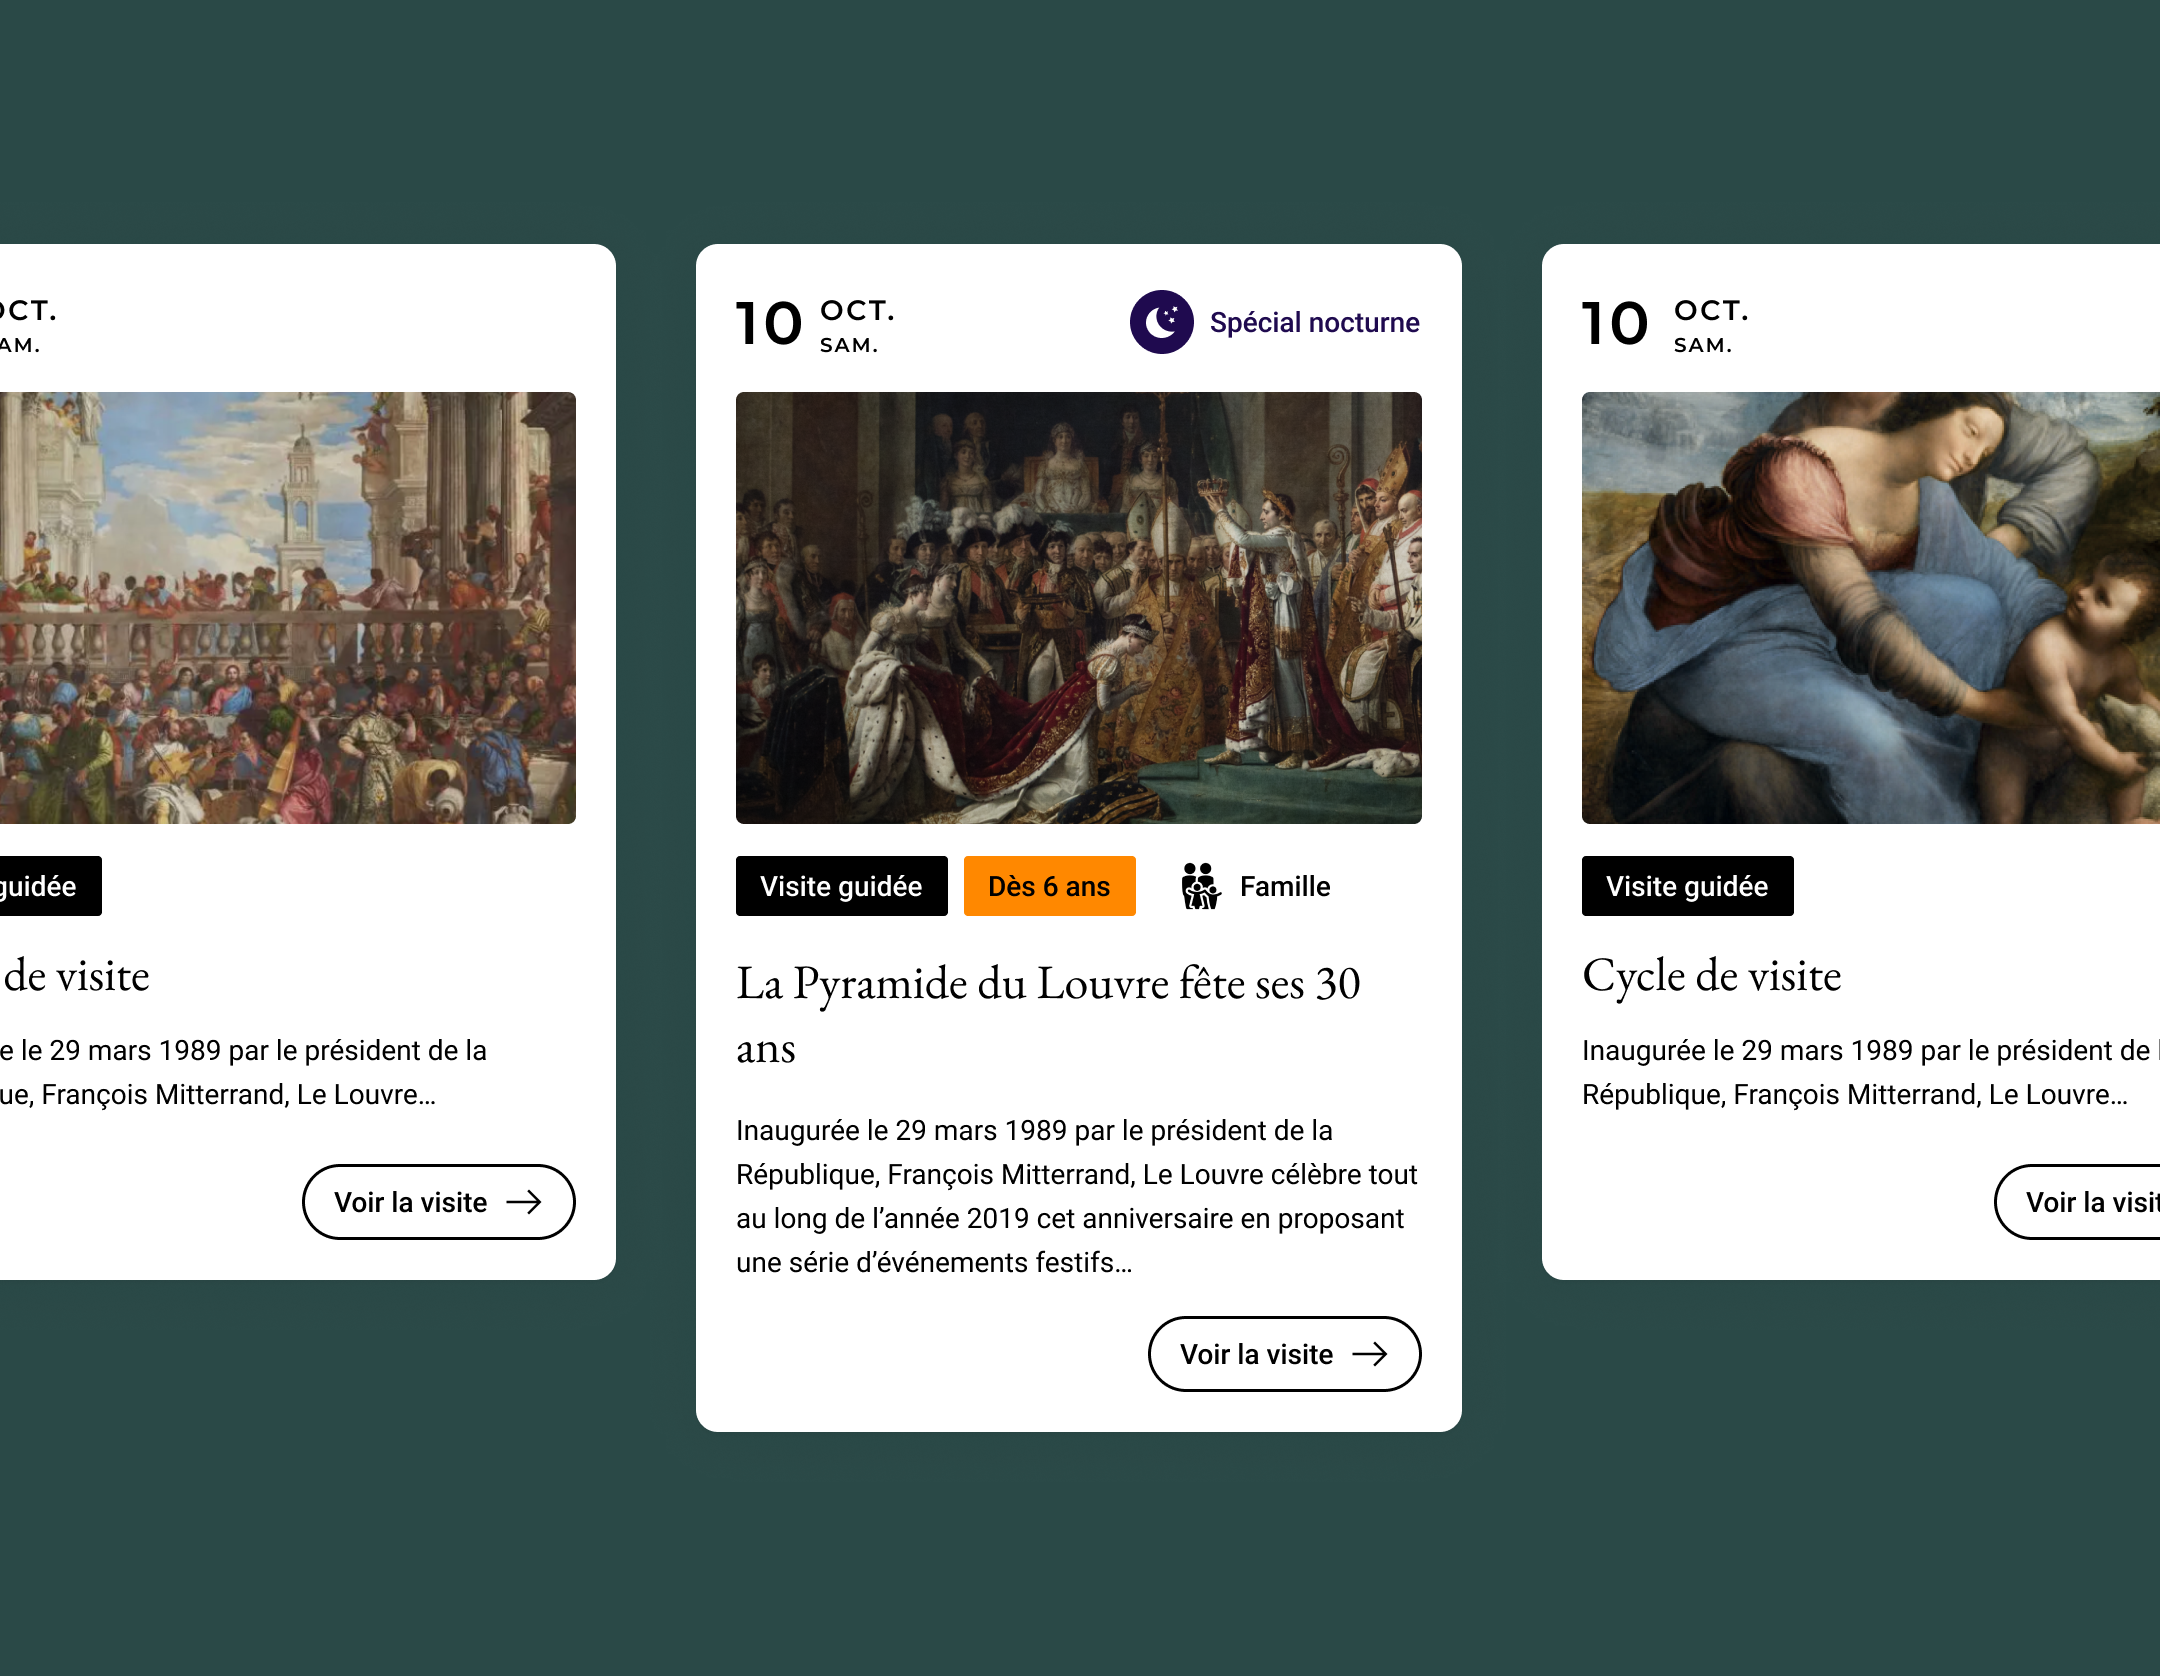 OCT.
AM.
guidée
de visite
e le 29 mars 1989 par le président de la
ue, François Mitterrand, Le Louvre…
Voir la visite
10 OCT.
SAM.
Spécial nocturne
Visite guidée
Dès 6 ans
Famille
La Pyramide du Louvre fête ses 30
ans
Inaugurée le 29 mars 1989 par le président de la
République, François Mitterrand, Le Louvre célèbre tout
au long de l’année 2019 cet anniversaire en proposant
une série d’événements festifs…
Voir la visite
10 OCT.
SAM.
Visite guidée
Cycle de visite
Inaugurée le 29 mars 1989 par le président de
République, François Mitterrand, Le Louvre…
Voir la visit